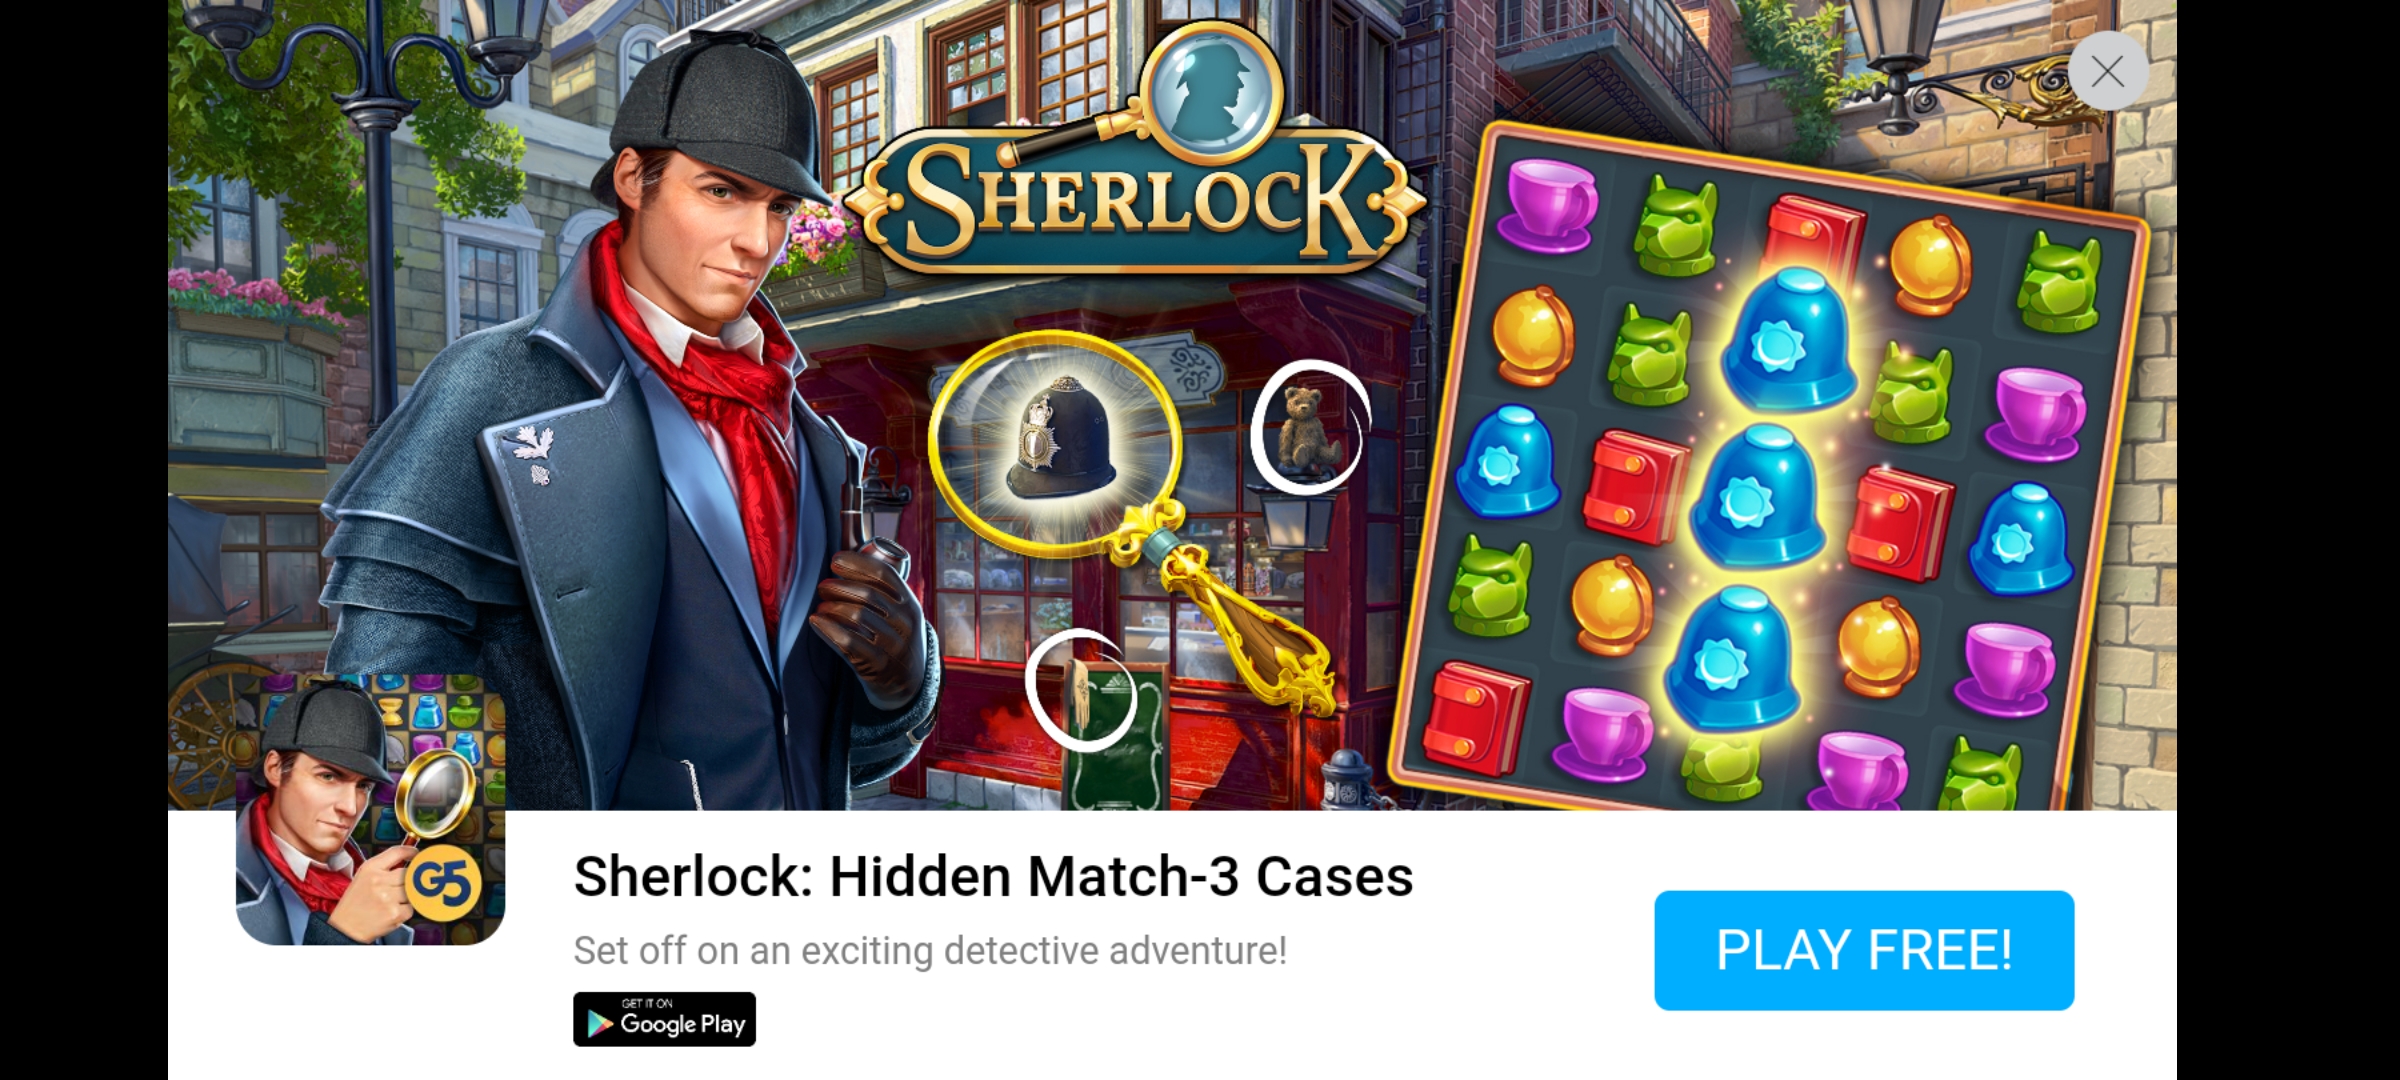 SHERLOCK
G5
Sherlock: Hidden Match-3 Cases
Set off on an exciting detective adventure!
GET IT ON
Google Play
PLAY FREE!